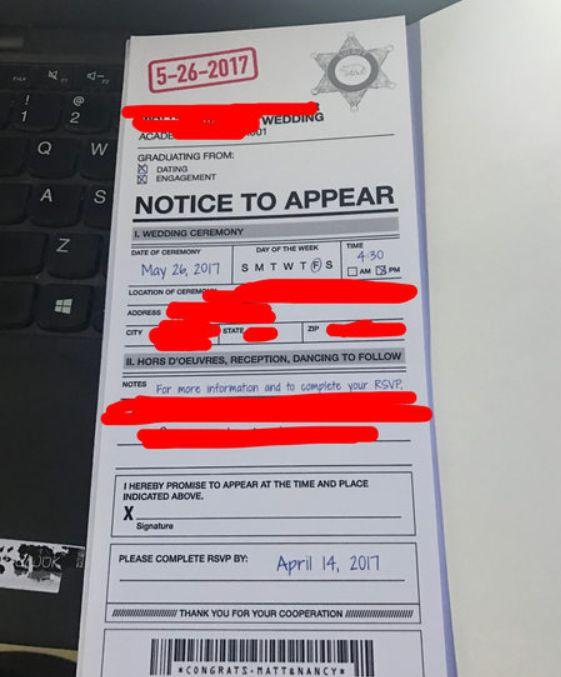 5-26-2017
WEDDING
GRADUATING FROM:
☒ DATING
☒ ENGAGEMENT
NOTICE TO APPEAR
I. WEDDING CEREMONY
DATE OF CEREMONY DAY OF THE WEEK TIME
May 26, 2017 S M T W T F S 4:30
☐ AM ☒ PM
LOCATION OF
ADDRESS
CITY STATE ZIP
II. HORS D'OEUVRES, RECEPTION, DANCING TO FOLLOW
NOTES For more information and to complete your RSVP,
I HEREBY PROMISE TO APPEAR AT THE TIME AND PLACE
INDICATED ABOVE.
X
Signature
PLEASE COMPLETE RSVP BY: April 14, 2017
THANK YOU FOR YOUR COOPERATION
*CONGRATS-MATT&NANCY*
!
1
@
2
Q
W
A
S
Z